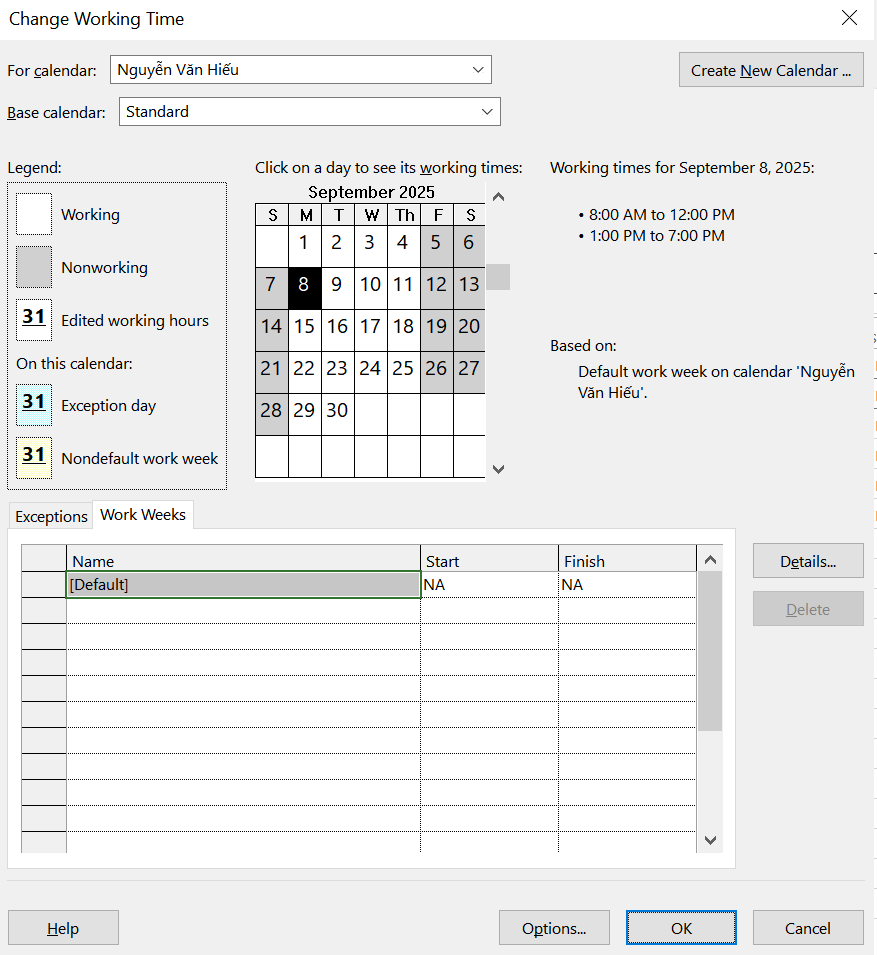 Change Working Time
For calendar: Nguyễn Văn Hiếu
Create New Calendar ...
Base calendar: Standard
Legend:
Working
Nonworking
31 Edited working hours
On this calendar:
31 Exception day
31 Nondefault work week
Click on a day to see its working times:
September 2025
S M T W Th F S
1 2 3 4 5 6
7 8 9 10 11 12 13
14 15 16 17 18 19 20
21 22 23 24 25 26 27
28 29 30
Working times for September 8, 2025:
• 8:00 AM to 12:00 PM
• 1:00 PM to 7:00 PM
Based on:
Default work week on calendar 'Nguyễn
Văn Hiếu'.
Exceptions Work Weeks
Name Start Finish
[Default] NA NA
Details...
Delete
Help
Options...
OK
Cancel